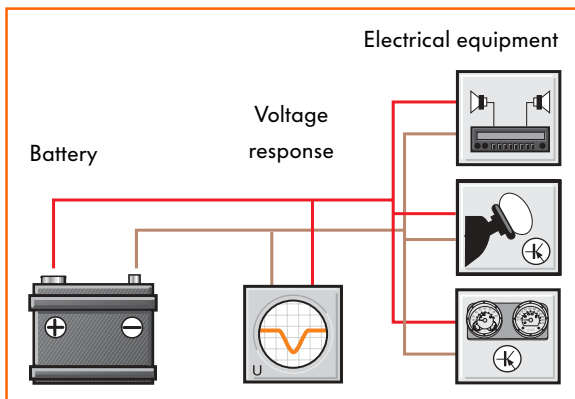 Electrical equipment
Voltage
response
Battery
+
−
U